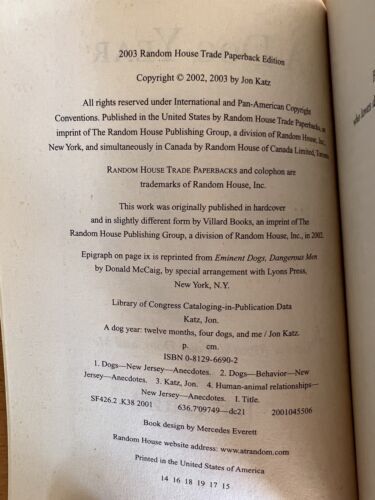 2003 Random House Trade Paperback Edition
Copyright © 2002, 2003 by Jon Katz
All rights reserved under International and Pan-American Copyright
Conventions. Published in the United States by Random House Trade Paperbacks, an
imprint of The Random House Publishing Group, a division of Random House, Inc.,
New York, and simultaneously in Canada by Random House of Canada Limited, Toronto.
RANDOM HOUSE TRADE PAPERBACKS and colophon are
trademarks of Random House, Inc.
This work was originally published in hardcover
and in slightly different form by Villard Books, an imprint of The
Random House Publishing Group, a division of Random House, Inc., in 2002.
Epigraph on page ix is reprinted from Eminent Dogs, Dangerous Men
by Donald McCaig, by special arrangement with Lyons Press,
New York, N.Y.
Library of Congress Cataloging-in-Publication Data
Katz, Jon.
A dog year: twelve months, four dogs, and me / Jon Katz.
p. cm.
ISBN 0-8129-6690-2
1. Dogs—New Jersey—Anecdotes. 2. Dogs—Behavior—New
Jersey—Anecdotes. 3. Katz, Jon. 4. Human-animal relationships—
New Jersey—Anecdotes. I. Title.
SF426.2 .K38 2001 636.7'09749—dc21 2001045506
Book design by Mercedes Everett
Random House website address: www.atrandom.com
Printed in the United States of America
14 16 18 19 17 15
who loves